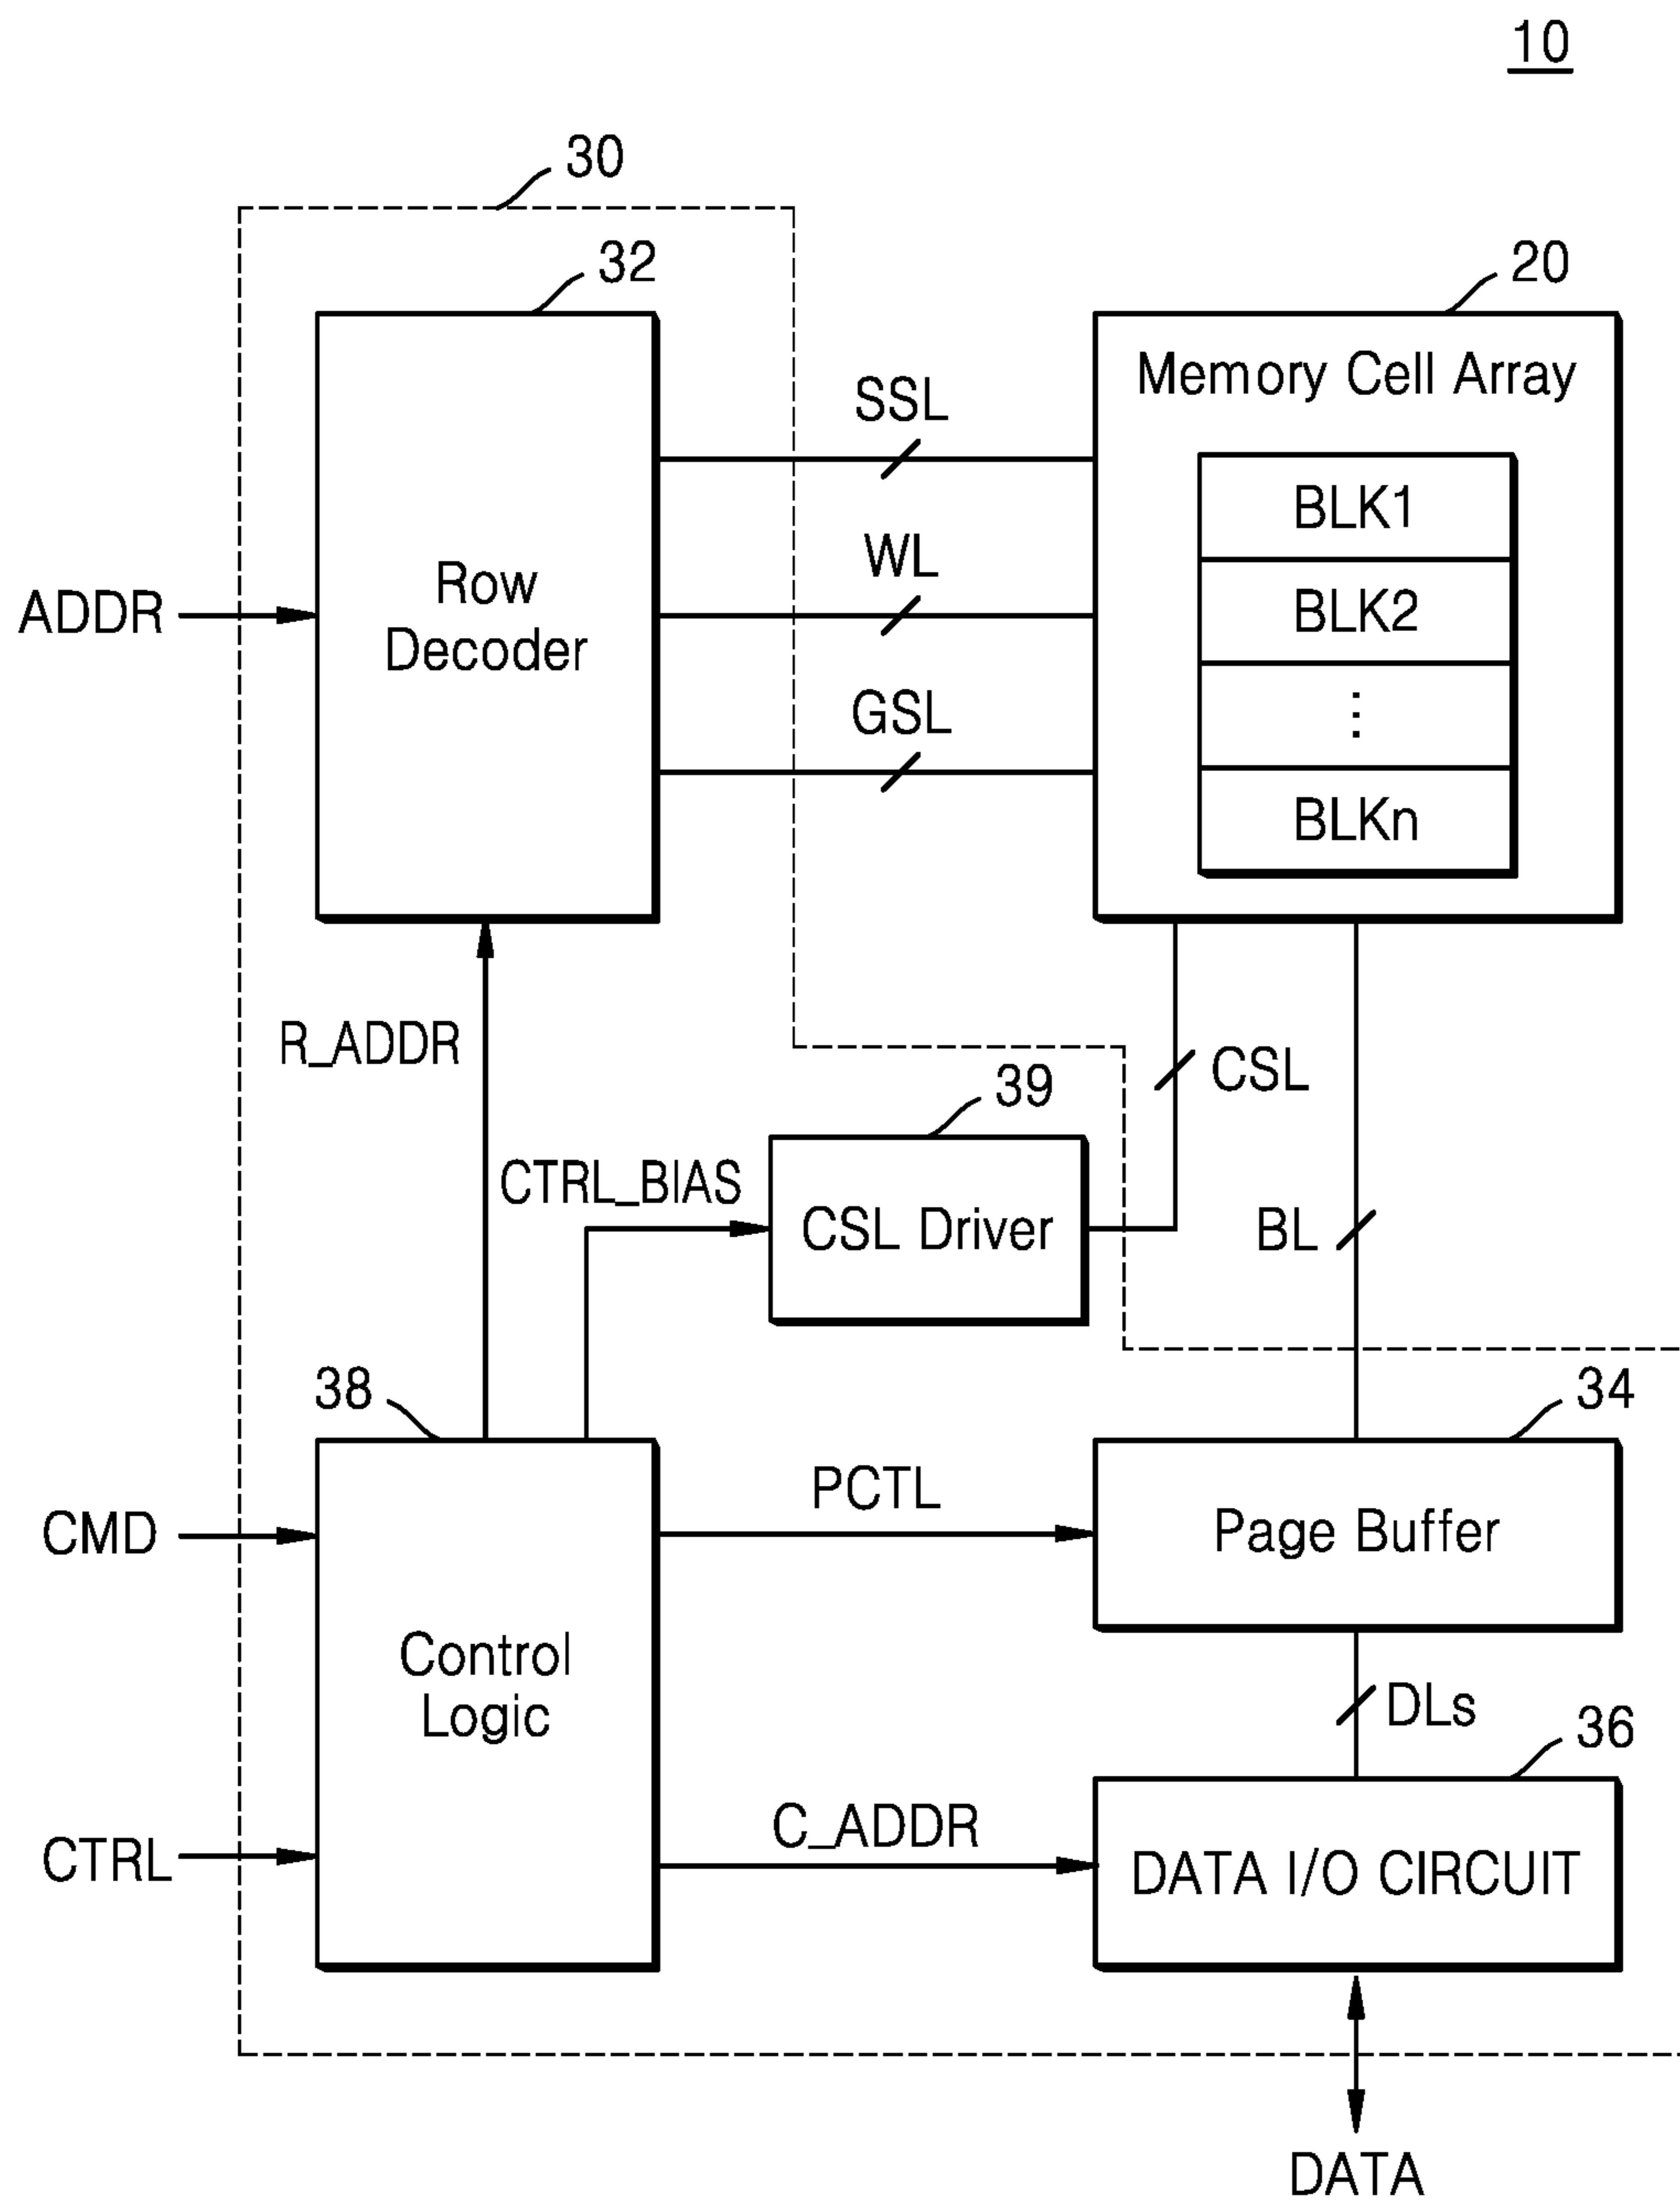 10
30
32
20
Memory Cell Array
SSL
BLK1
WL
Row
Decoder
BLK2
ADDR
⋮
GSL
BLKn
R_ADDR
CSL
39
CTRL_BIAS
CSL Driver
BL
38
34
PCTL
CMD
Page Buffer
Control
Logic
DLs
36
C_ADDR
CTRL
DATA I/O CIRCUIT
DATA